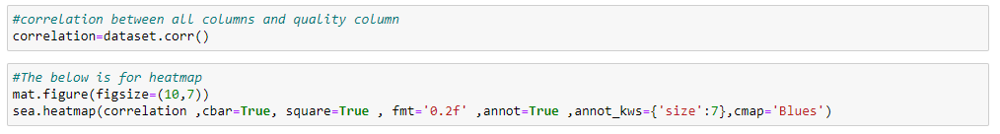 #correlation between all columns and quality column
correlation=dataset.corr()
#The below is for heatmap
mat.figure(figsize=(10,7))
sea.heatmap(correlation ,cbar=True, square=True , fmt='0.2f' ,annot=True ,annot_kws={'size':7},cmap='Blues')